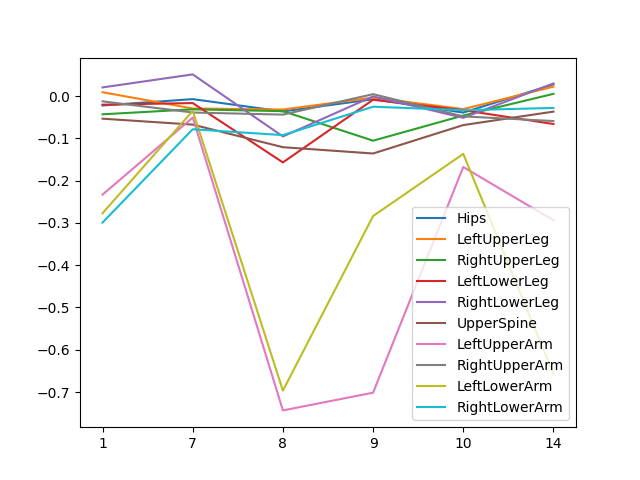 0.0
−0.1
−0.2
−0.3
−0.4
−0.5
−0.6
−0.7
1 7 8 9 10 14
Hips
LeftUpperLeg
RightUpperLeg
LeftLowerLeg
RightLowerLeg
UpperSpine
LeftUpperArm
RightUpperArm
LeftLowerArm
RightLowerArm